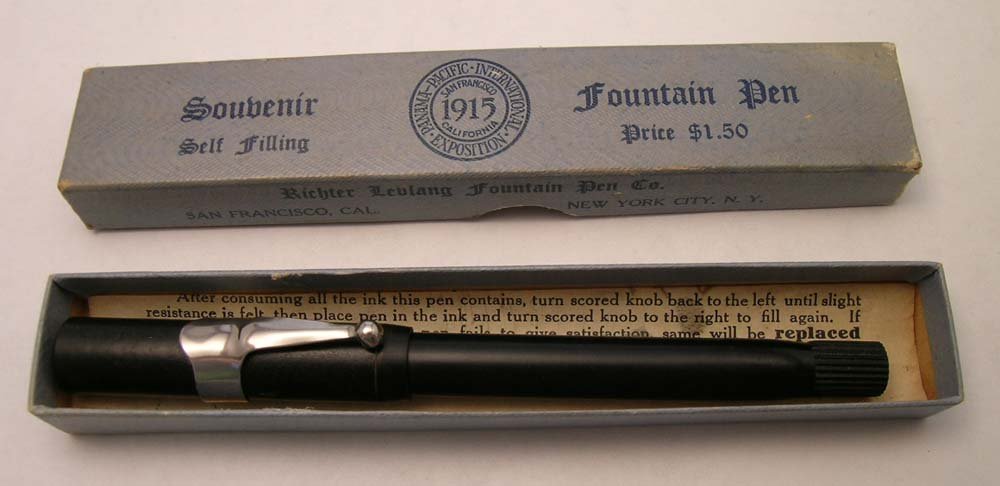 Souvenir
Self Filling
PANAMA-PACIFIC-INTERNATIONAL
EXPOSITION
SAN FRANCISCO
1915
CALIFORNIA
Fountain Pen
Price $1.50
Richter Levlang Fountain Pen Co.
SAN FRANCISCO, CAL.
NEW YORK CITY, N. Y.
After consuming all the ink this pen contains, turn scored knob back to the left until slight
resistance is felt, then place pen in the ink and turn scored knob to the right to fill again. If
pen fails to give satisfaction same will be replaced